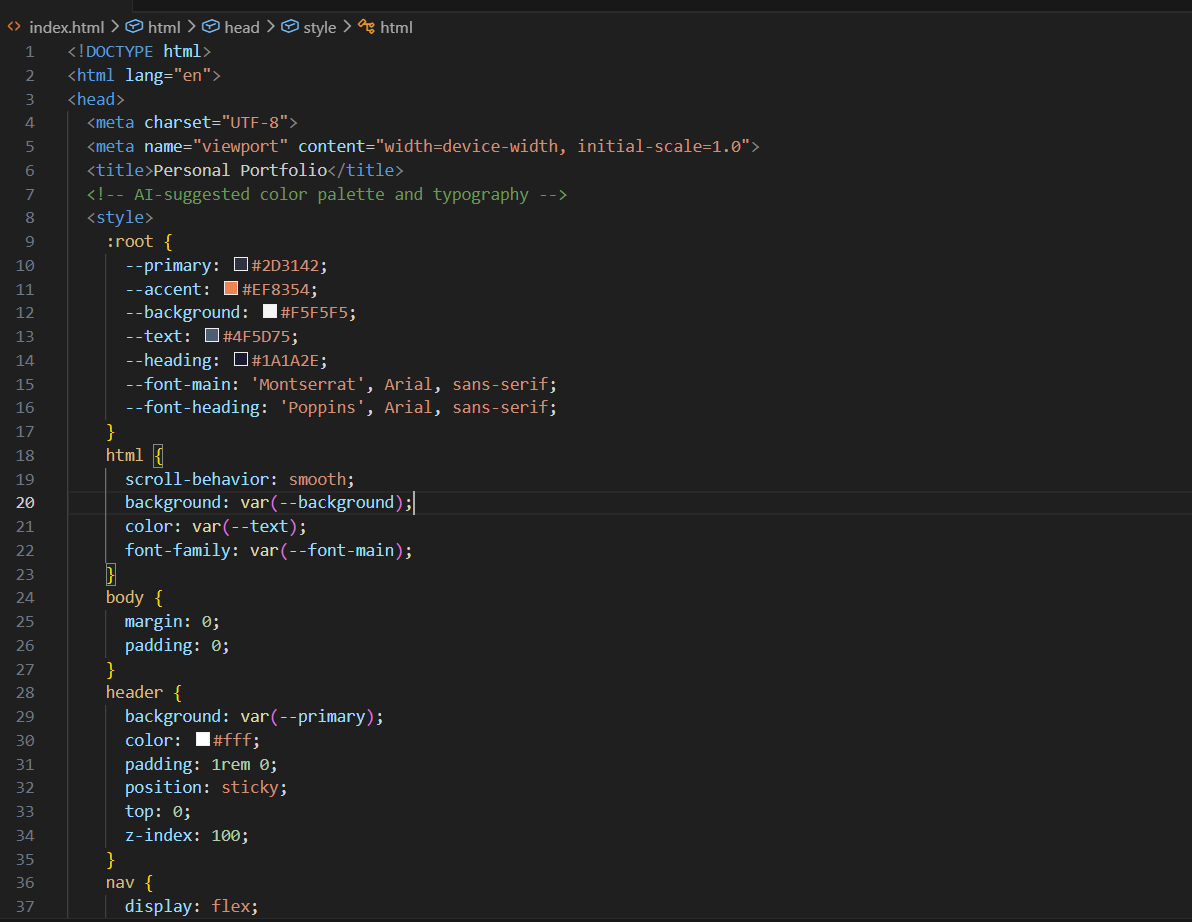 index.html > html > head > style > html
1 <!DOCTYPE html>
2 <html lang="en">
3 <head>
4 <meta charset="UTF-8">
5 <meta name="viewport" content="width=device-width, initial-scale=1.0">
6 <title>Personal Portfolio</title>
7 <!-- AI-suggested color palette and typography -->
8 <style>
9 :root {
10 --primary: #2D3142;
11 --accent: #EF8354;
12 --background: #F5F5F5;
13 --text: #4F5D75;
14 --heading: #1A1A2E;
15 --font-main: 'Montserrat', Arial, sans-serif;
16 --font-heading: 'Poppins', Arial, sans-serif;
17 }
18 html {
19 scroll-behavior: smooth;
20 background: var(--background);
21 color: var(--text);
22 font-family: var(--font-main);
23 }
24 body {
25 margin: 0;
26 padding: 0;
27 }
28 header {
29 background: var(--primary);
30 color: #fff;
31 padding: 1rem 0;
32 position: sticky;
33 top: 0;
34 z-index: 100;
35 }
36 nav {
37 display: flex;